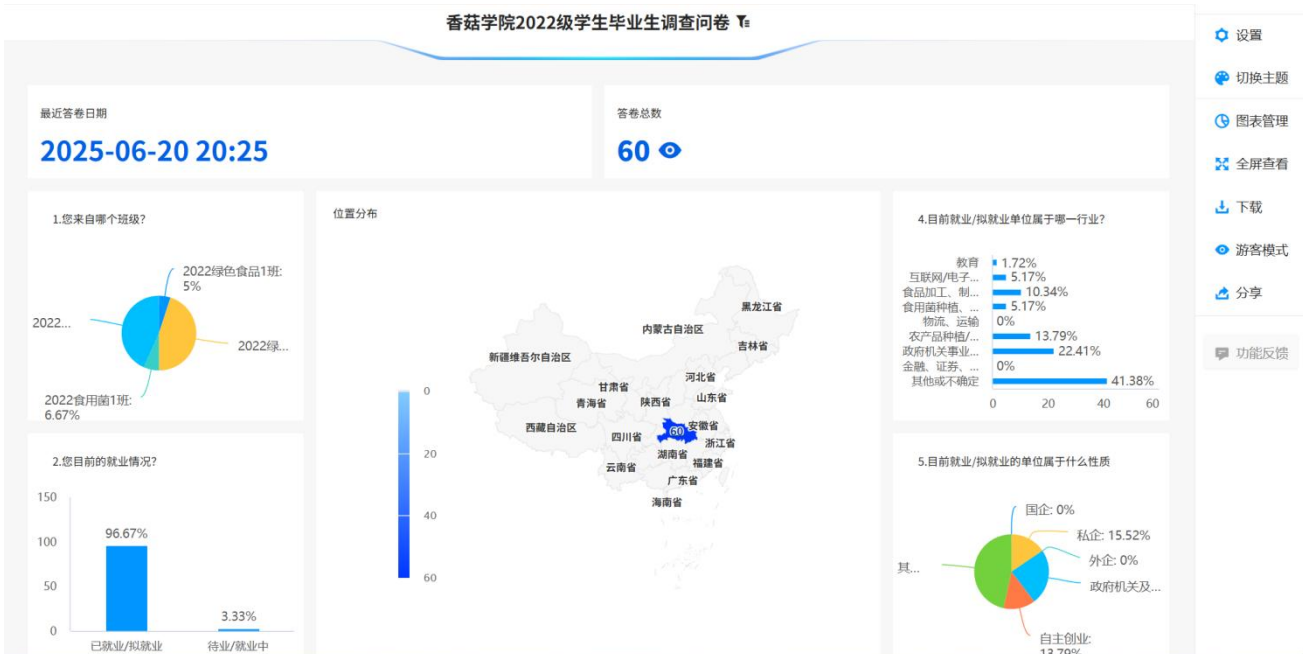 香菇学院2022级学生毕业生调查问卷
设置
切换主题
图表管理
全屏查看
下载
游客模式
分享
功能反馈
最近答卷日期
2025-06-20 20:25
答卷总数
60
1.您来自哪个班级?
2022绿色食品1班:
5%
2022...
2022绿...
2022食用菌1班:
6.67%
2.您目前的就业情况?
150
100
50
0
96.67%
3.33%
已就业/拟就业
待业/就业中
位置分布
0
20
40
60
黑龙江省
内蒙古自治区
吉林省
新疆维吾尔自治区
河北省
甘肃省
山东省
青海省
陕西省
西藏自治区
60
安徽省
四川省
浙江省
湖南省
福建省
云南省
广东省
海南省
4.目前就业/拟就业单位属于哪一行业?
教育 1.72%
互联网/电子... 5.17%
食品加工、制... 10.34%
食用菌种植、... 5.17%
物流、运输 0%
农产品种植/... 13.79%
政府机关事业... 22.41%
金融、证券、... 0%
其他或不确定 41.38%
0 20 40 60
5.目前就业/拟就业的单位属于什么性质
国企: 0%
私企: 15.52%
外企: 0%
其...
政府机关及...
自主创业:
13.79%